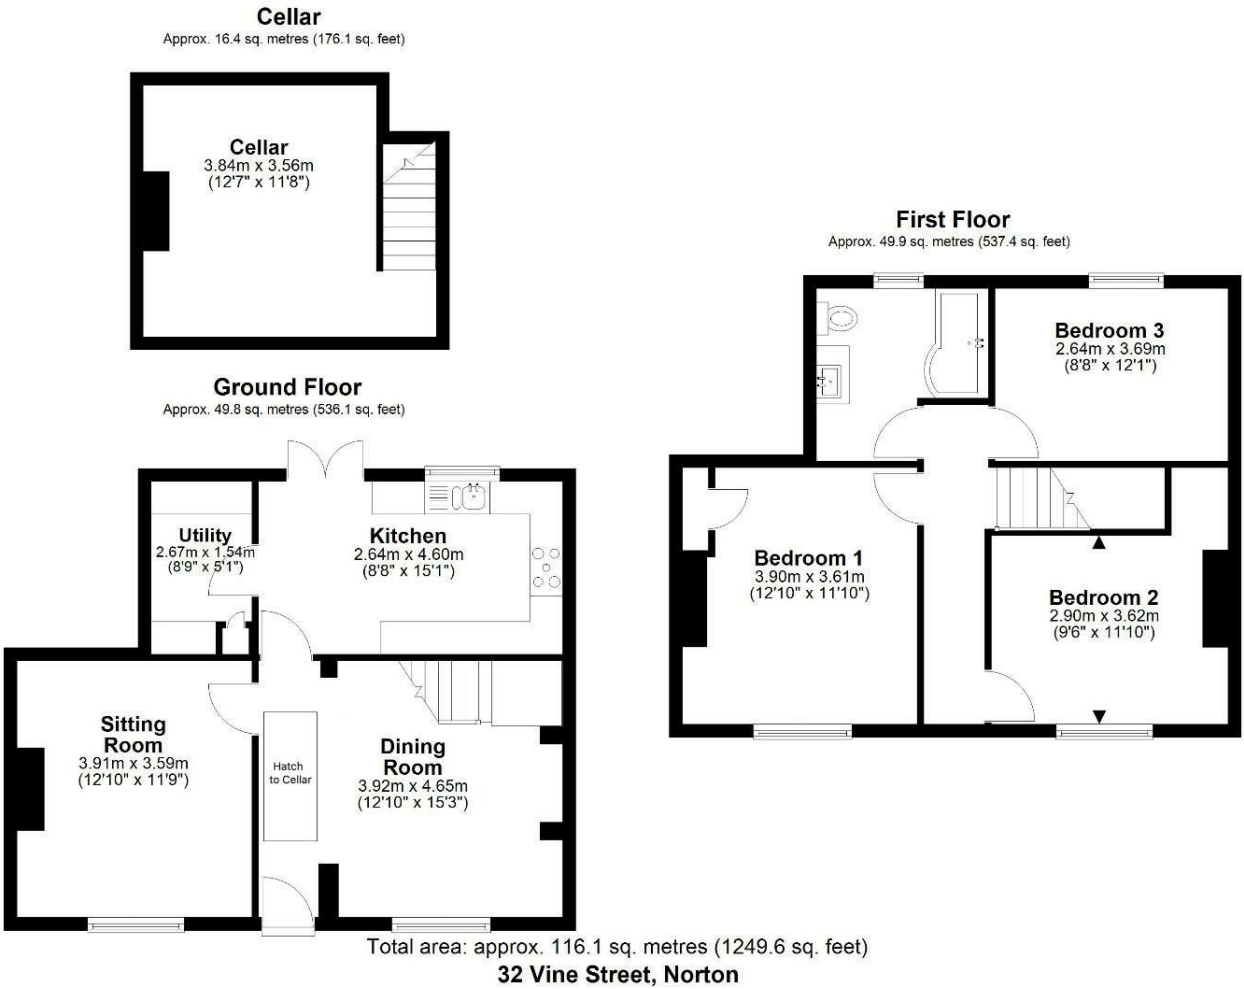 Cellar
Approx. 16.4 sq. metres (176.1 sq. feet)
Cellar
3.84m x 3.56m
(12'7" x 11'8")
First Floor
Approx. 49.9 sq. metres (537.4 sq. feet)
Bedroom 3
2.64m x 3.69m
(8'8" x 12'1")
Bedroom 1
3.90m x 3.61m
(12'10" x 11'10")
Bedroom 2
2.90m x 3.62m
(9'6" x 11'10")
Ground Floor
Approx. 49.8 sq. metres (536.1 sq. feet)
Utility
2.67m x 1.54m
(8'9" x 5'1")
Kitchen
2.64m x 4.60m
(8'8" x 15'1")
Sitting
Room
3.91m x 3.59m
(12'10" x 11'9")
Hatch
to Cellar
Dining
Room
3.92m x 4.65m
(12'10" x 15'3")
Total area: approx. 116.1 sq. metres (1249.6 sq. feet)
32 Vine Street, Norton